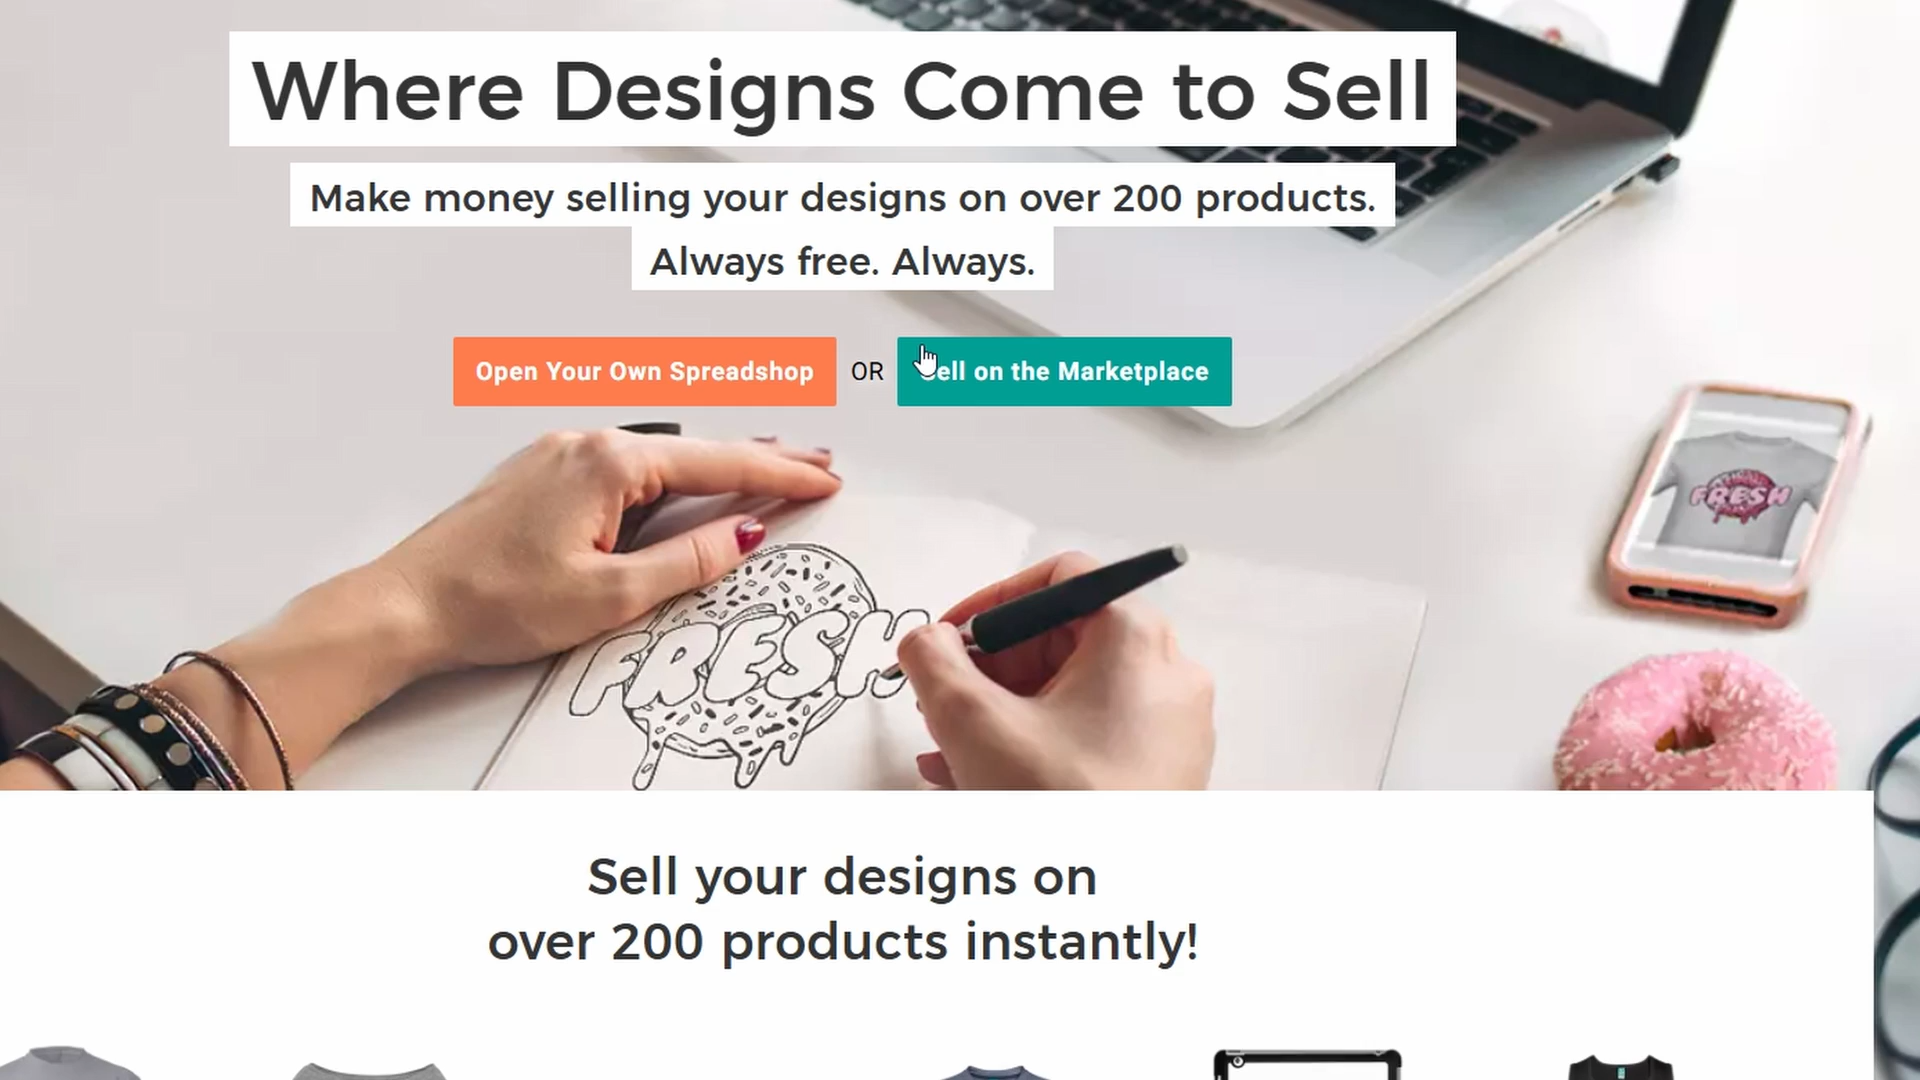 Where Designs Come to Sell
Make money selling your designs on over 200 products.
Always free. Always.
Open Your Own Spreadshop
OR
Sell on the Marketplace
FRESH
FRESH
Sell your designs on
over 200 products instantly!